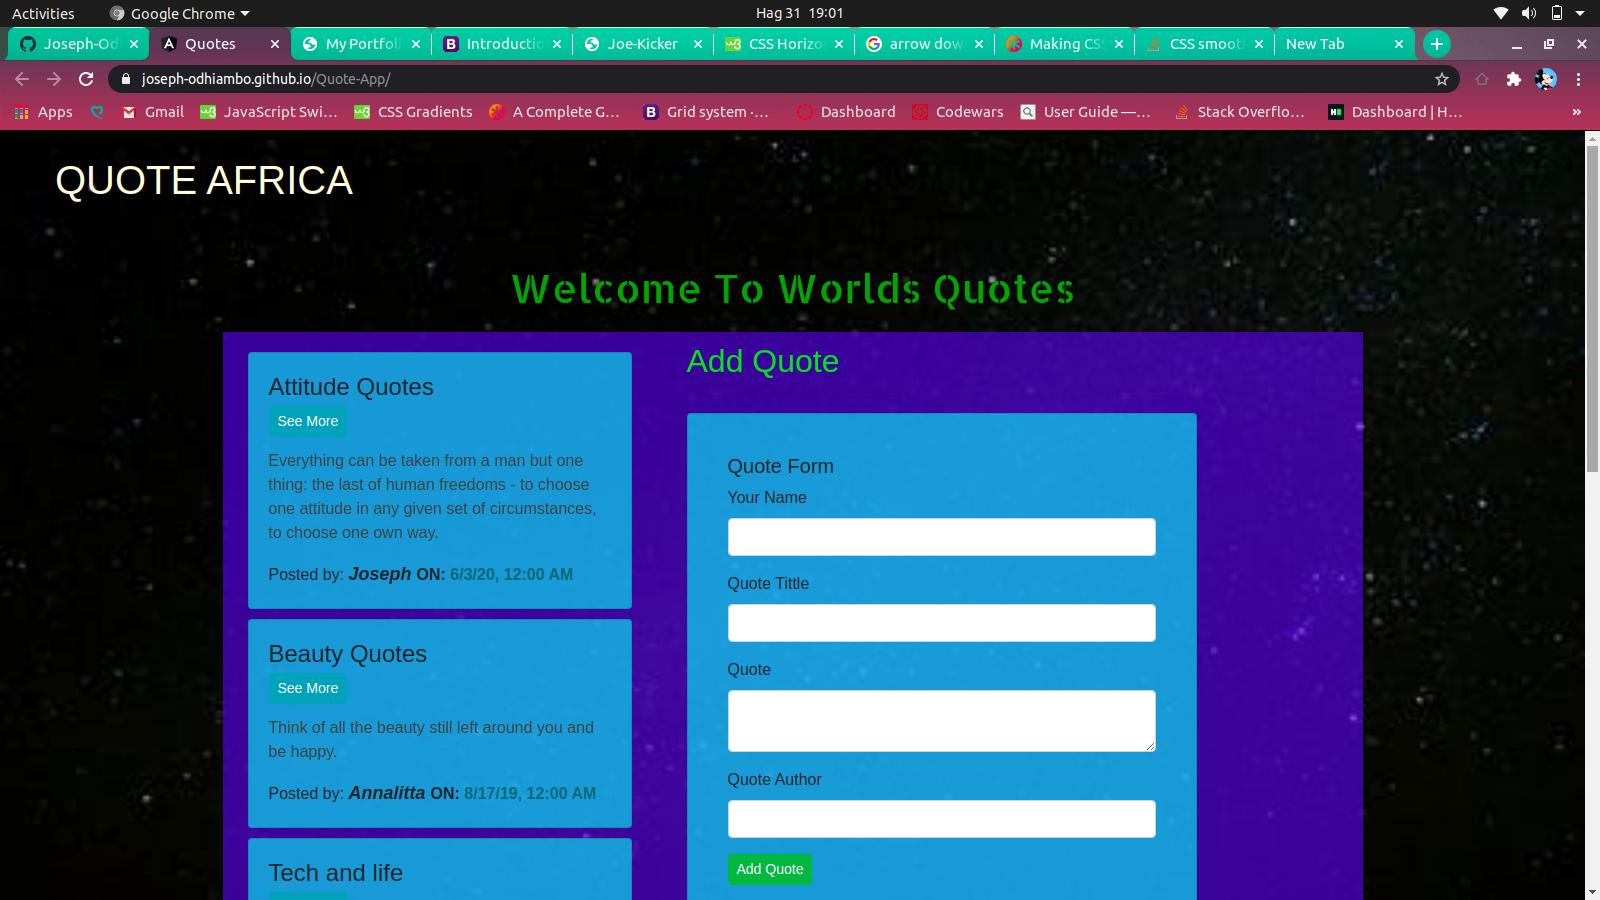 Activities
Google Chrome
Hag 31 19:01
Joseph-Od
Quotes
My Portfol
Introductio
Joe-Kicker
CSS Horizo
arrow dow
Making CS
CSS smoot
New Tab
joseph-odhiambo.github.io/Quote-App/
Apps
Gmail
JavaScript Swi...
CSS Gradients
A Complete G...
Grid system ·...
Dashboard
Codewars
User Guide —...
Stack Overflo...
Dashboard | H...
»
QUOTE AFRICA
Welcome To Worlds Quotes
Attitude Quotes
See More
Everything can be taken from a man but one
thing: the last of human freedoms - to choose
one attitude in any given set of circumstances,
to choose one own way.
Posted by: Joseph ON: 6/3/20, 12:00 AM
Beauty Quotes
See More
Think of all the beauty still left around you and
be happy.
Posted by: Annalitta ON: 8/17/19, 12:00 AM
Tech and life
Add Quote
Quote Form
Your Name
Quote Tittle
Quote
Quote Author
Add Quote